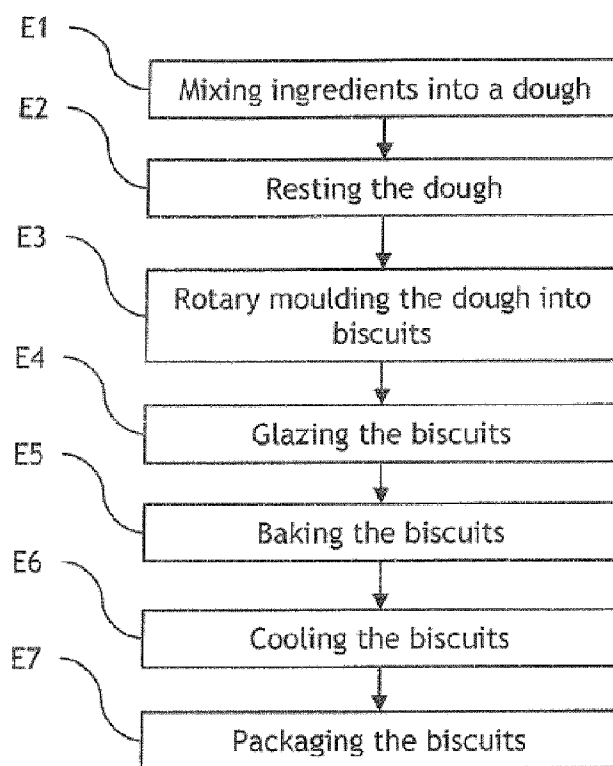 E1
Mixing ingredients into a dough
E2
Resting the dough
E3
Rotary moulding the dough into
biscuits
E4
Glazing the biscuits
E5
Baking the biscuits
E6
Cooling the biscuits
E7
Packaging the biscuits